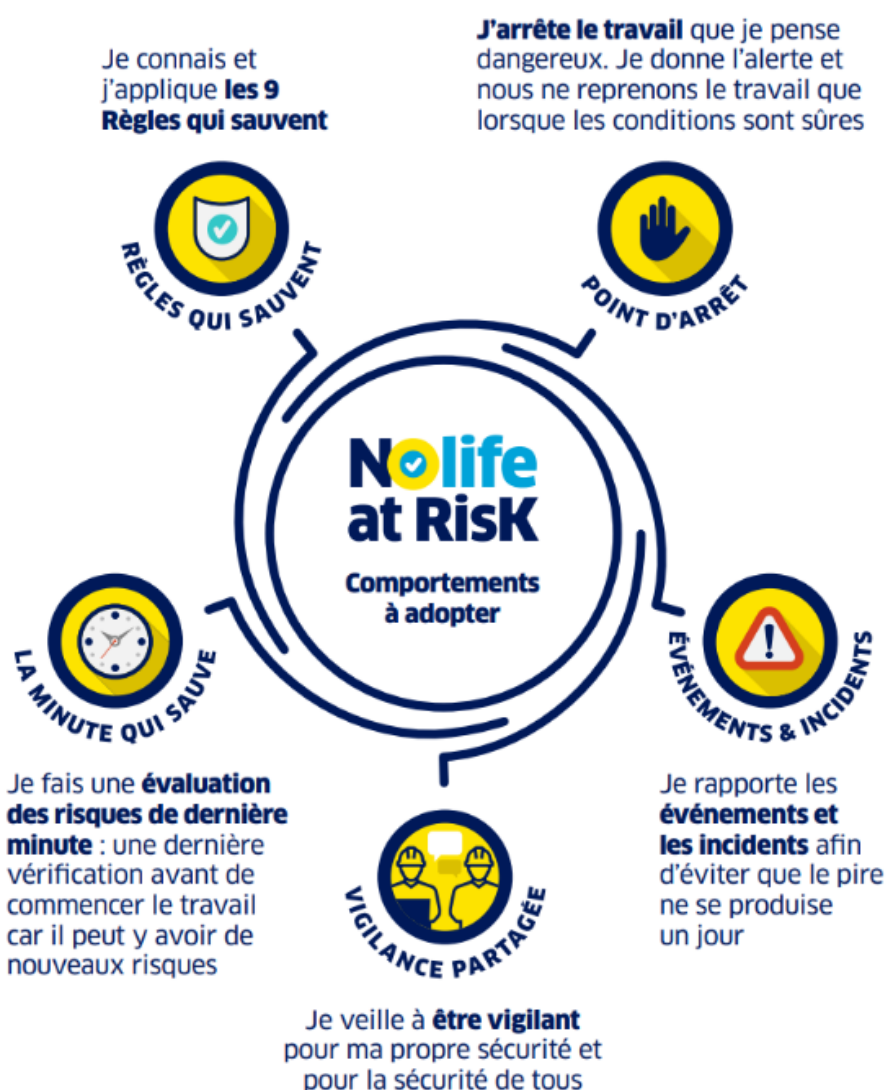 Je connais et
j'applique les 9
Règles qui sauvent
RÈGLES QUI SAUVENT
J'arrête le travail que je pense
dangereux. Je donne l'alerte et
nous ne reprenons le travail que
lorsque les conditions sont sûres
POINT D'ARRÊT
No life
at RisK
Comportements
à adopter
LA MINUTE QUI SAUVE
Je fais une évaluation
des risques de dernière
minute : une dernière
vérification avant de
commencer le travail
car il peut y avoir de
nouveaux risques
ÉVÉNEMENTS & INCIDENTS
Je rapporte les
événements et
les incidents afin
d'éviter que le pire
ne se produise
un jour
VIGILANCE PARTAGÉE
Je veille à être vigilant
pour ma propre sécurité et
pour la sécurité de tous